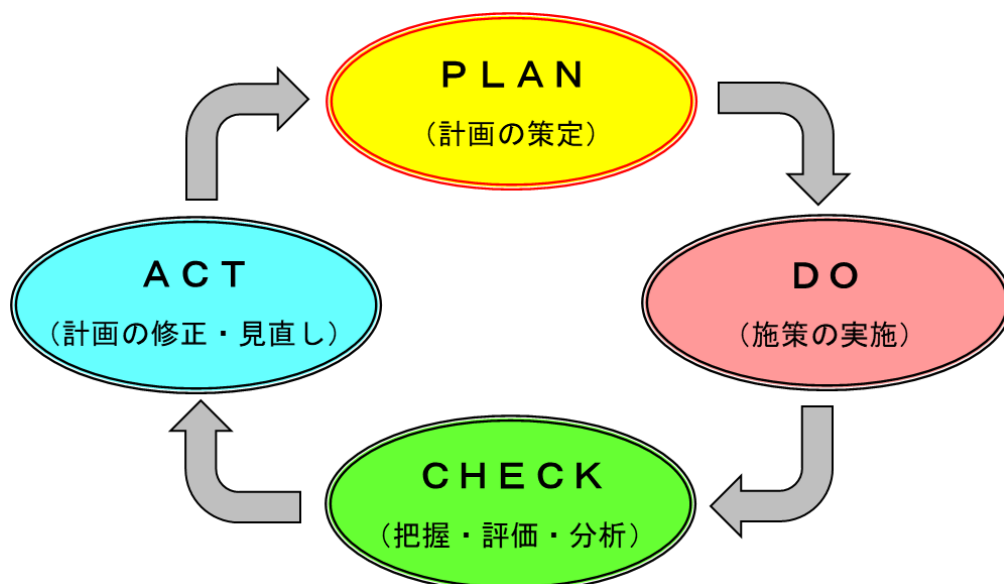 ＰＬＡＮ
（計画の策定）
ＤＯ
（施策の実施）
ＣＨＥＣＫ
（把握・評価・分析）
ＡＣＴ
（計画の修正・見直し）